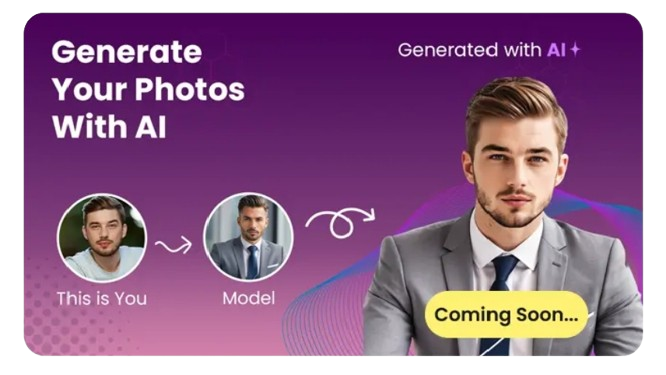 Generate
Your Photos
With AI
Generated with AI
This is You
Model
Coming Soon...